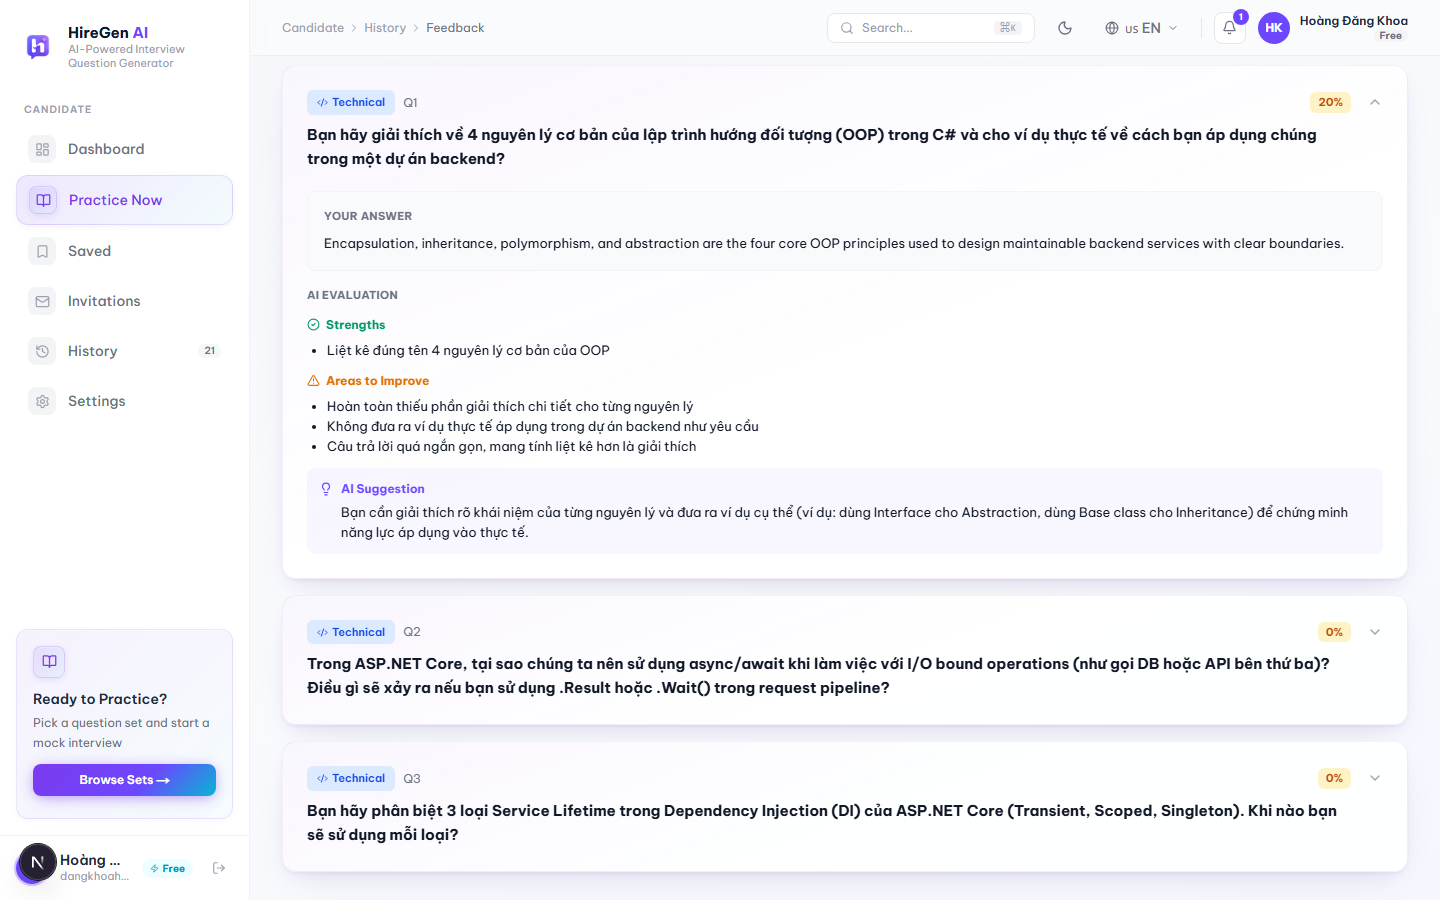 HireGen AI
AI-Powered Interview
Question Generator
CANDIDATE
Dashboard
Practice Now
Saved
Invitations
History
21
Settings
Ready to Practice?
Pick a question set and start a
mock interview
Browse Sets →
N
Hoàng ...
dangkhoah...
Free
Candidate > History > Feedback
Search...
⌘K
US EN
1
HK
Hoàng Đăng Khoa
Free
</> Technical
Q1
20%
Bạn hãy giải thích về 4 nguyên lý cơ bản của lập trình hướng đối tượng (OOP) trong C# và cho ví dụ thực tế về cách bạn áp dụng chúng
trong một dự án backend?
YOUR ANSWER
Encapsulation, inheritance, polymorphism, and abstraction are the four core OOP principles used to design maintainable backend services with clear boundaries.
AI EVALUATION
Strengths
• Liệt kê đúng tên 4 nguyên lý cơ bản của OOP
Areas to Improve
• Hoàn toàn thiếu phần giải thích chi tiết cho từng nguyên lý
• Không đưa ra ví dụ thực tế áp dụng trong dự án backend như yêu cầu
• Câu trả lời quá ngắn gọn, mang tính liệt kê hơn là giải thích
AI Suggestion
Bạn cần giải thích rõ khái niệm của từng nguyên lý và đưa ra ví dụ cụ thể (ví dụ: dùng Interface cho Abstraction, dùng Base class cho Inheritance) để chứng minh
năng lực áp dụng vào thực tế.
</> Technical
Q2
0%
Trong ASP.NET Core, tại sao chúng ta nên sử dụng async/await khi làm việc với I/O bound operations (như gọi DB hoặc API bên thứ ba)?
Điều gì sẽ xảy ra nếu bạn sử dụng .Result hoặc .Wait() trong request pipeline?
</> Technical
Q3
0%
Bạn hãy phân biệt 3 loại Service Lifetime trong Dependency Injection (DI) của ASP.NET Core (Transient, Scoped, Singleton). Khi nào bạn
sẽ sử dụng mỗi loại?